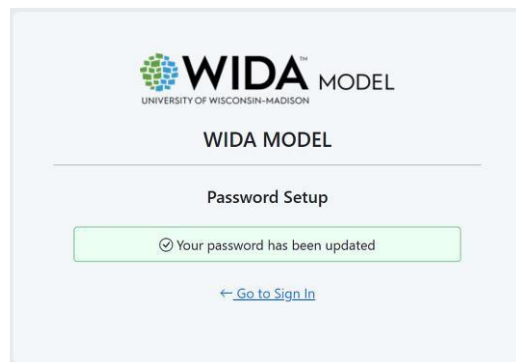 WIDA™ MODEL
UNIVERSITY OF WISCONSIN–MADISON
WIDA MODEL
Password Setup
Your password has been updated
← Go to Sign In